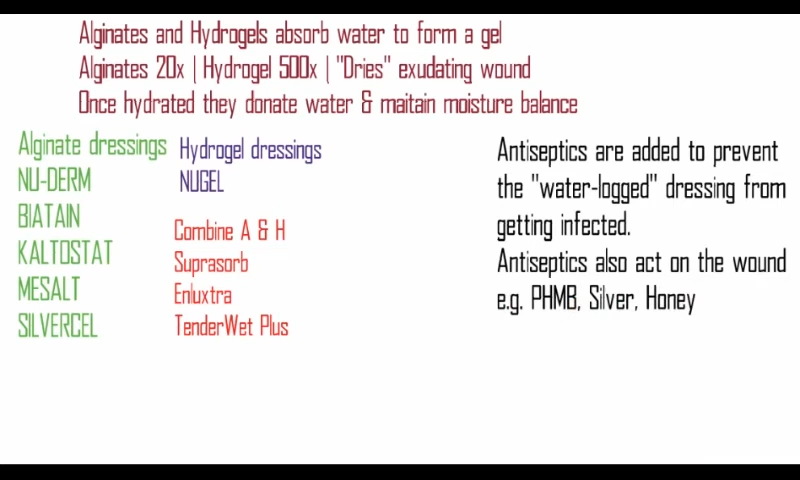 Alginates and Hydrogels absorb water to form a gel
Alginates 20x | Hydrogel 500x | "Dries" exudating wound
Once hydrated they donate water & maitain moisture balance
Alginate dressings
NU-DERM
BIATAIN
KALTOSTAT
MESALT
SILVERCEL
Hydrogel dressings
NUGEL
Combine A & H
Suprasorb
Enluxtra
TenderWet Plus
Antiseptics are added to prevent
the "water-logged" dressing from
getting infected.
Antiseptics also act on the wound
e.g. PHMB, Silver, Honey